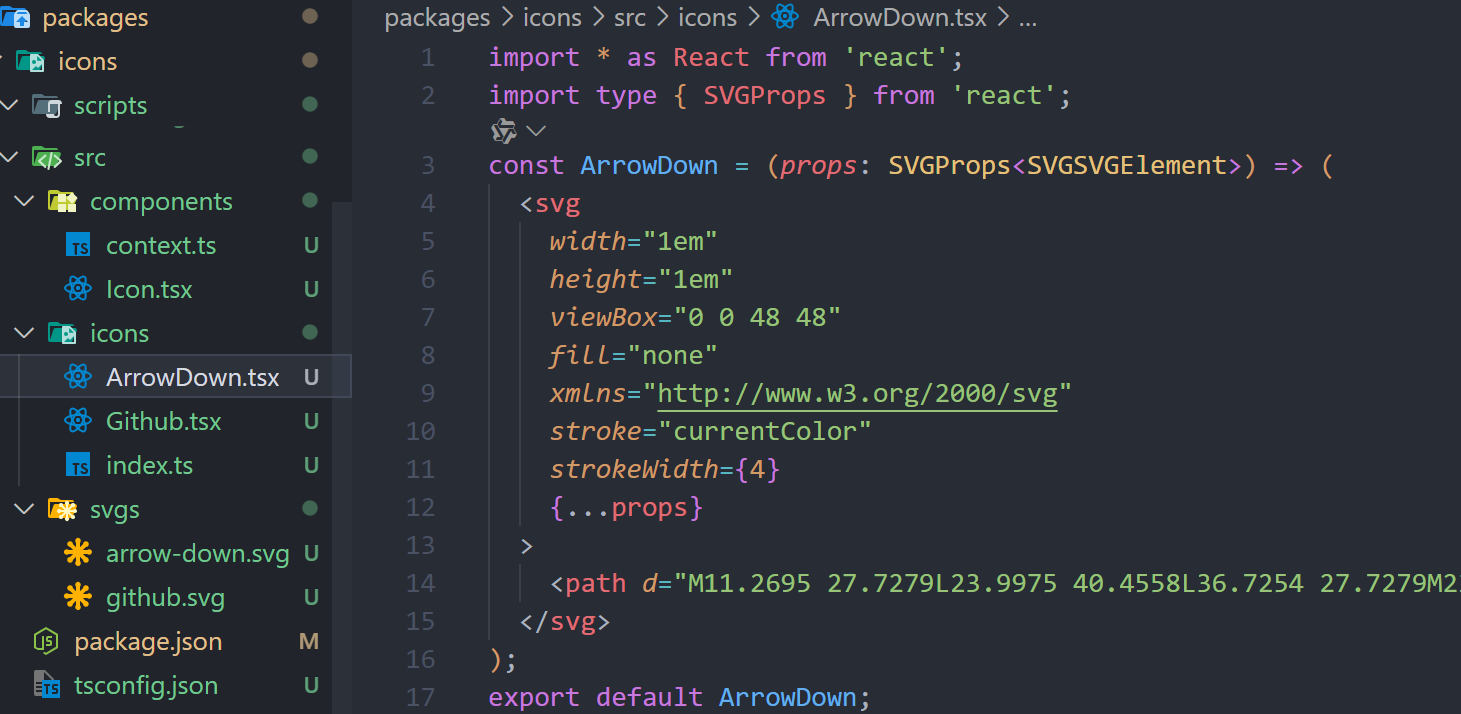 packages
icons
scripts
src
components
context.ts U
Icon.tsx U
icons
ArrowDown.tsx U
Github.tsx U
index.ts U
svgs
arrow-down.svg U
github.svg U
package.json M
tsconfig.json U
packages > icons > src > icons > ArrowDown.tsx > ...
1 import * as React from 'react';
2 import type { SVGProps } from 'react';
3 const ArrowDown = (props: SVGProps<SVGSVGElement>) => (
4 <svg
5 width="1em"
6 height="1em"
7 viewBox="0 0 48 48"
8 fill="none"
9 xmlns="http://www.w3.org/2000/svg"
10 stroke="currentColor"
11 strokeWidth={4}
12 {...props}
13 >
14 <path d="M11.2695 27.7279L23.9975 40.4558L36.7254 27.7279M2
15 </svg>
16 );
17 export default ArrowDown;